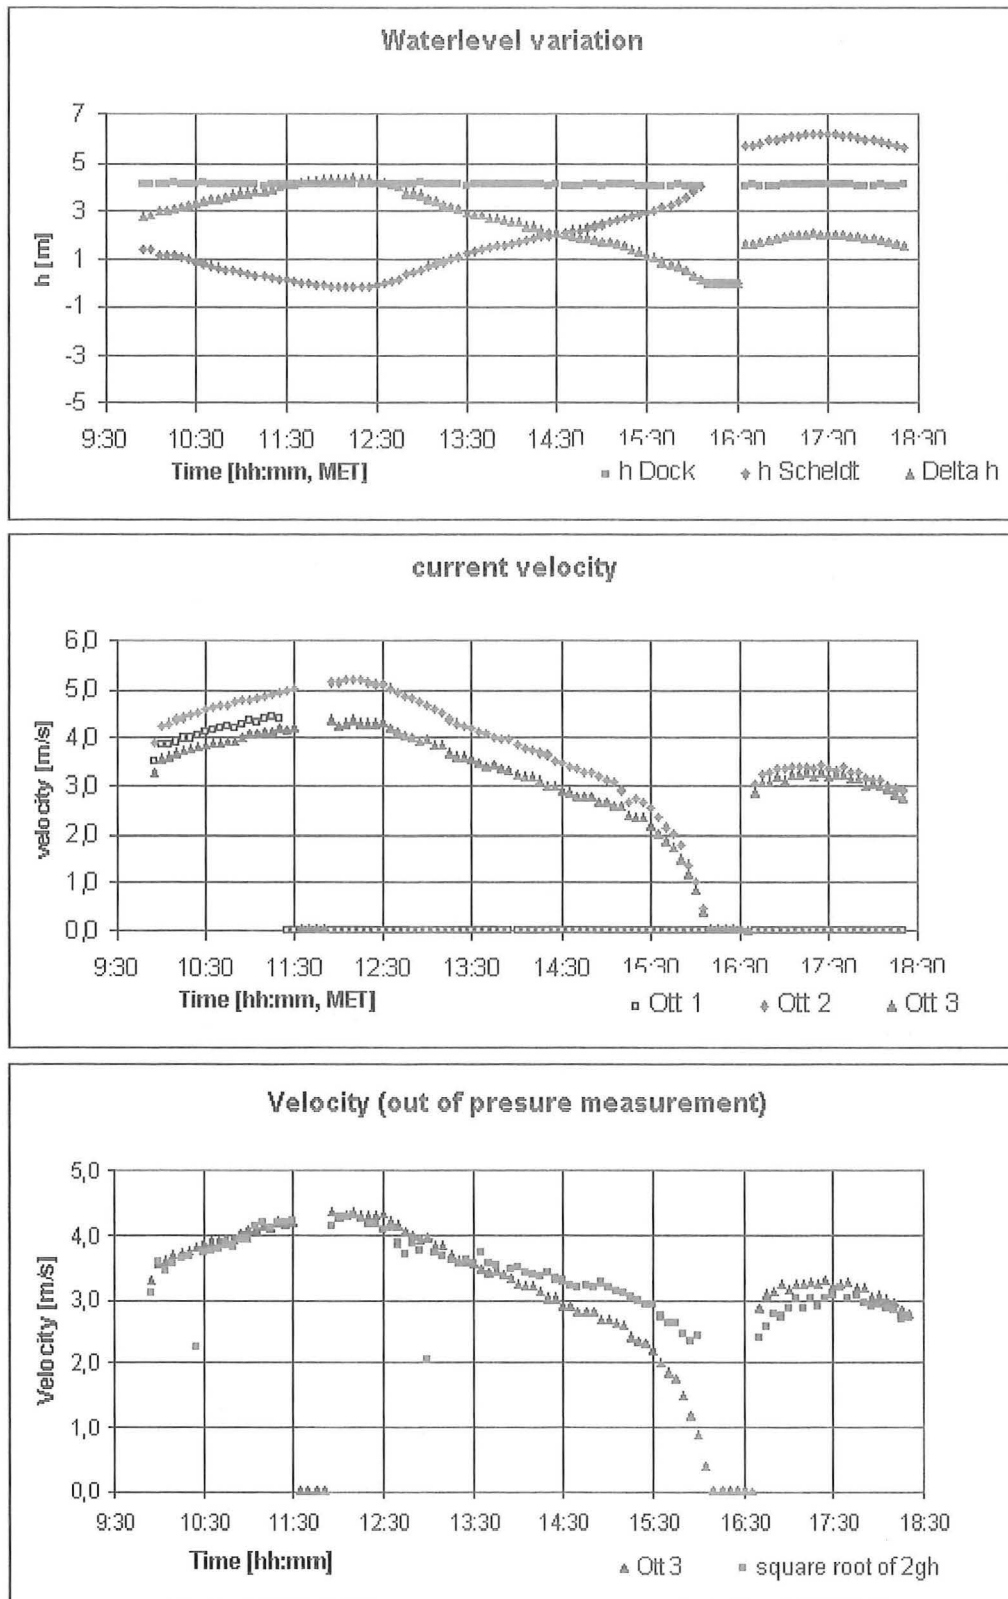 Waterlevel variation
7
5
3
1
-1
-3
-5
h [m]
9:30 10:30 11:30 12:30 13:30 14:30 15:30 16:30 17:30 18:30
Time [hh:mm, MET]
h Dock h Scheldt Delta h
current velocity
6,0
5,0
4,0
3,0
2,0
1,0
0,0
velocity [m/s]
9:30 10:30 11:30 12:30 13:30 14:30 15:30 16:30 17:30 18:30
Time [hh:mm, MET]
Ott 1 Ott 2 Ott 3
Velocity (out of presure measurement)
5,0
4,0
3,0
2,0
1,0
0,0
Velocity [m/s]
9:30 10:30 11:30 12:30 13:30 14:30 15:30 16:30 17:30 18:30
Time [hh:mm]
Ott 3 square root of 2gh